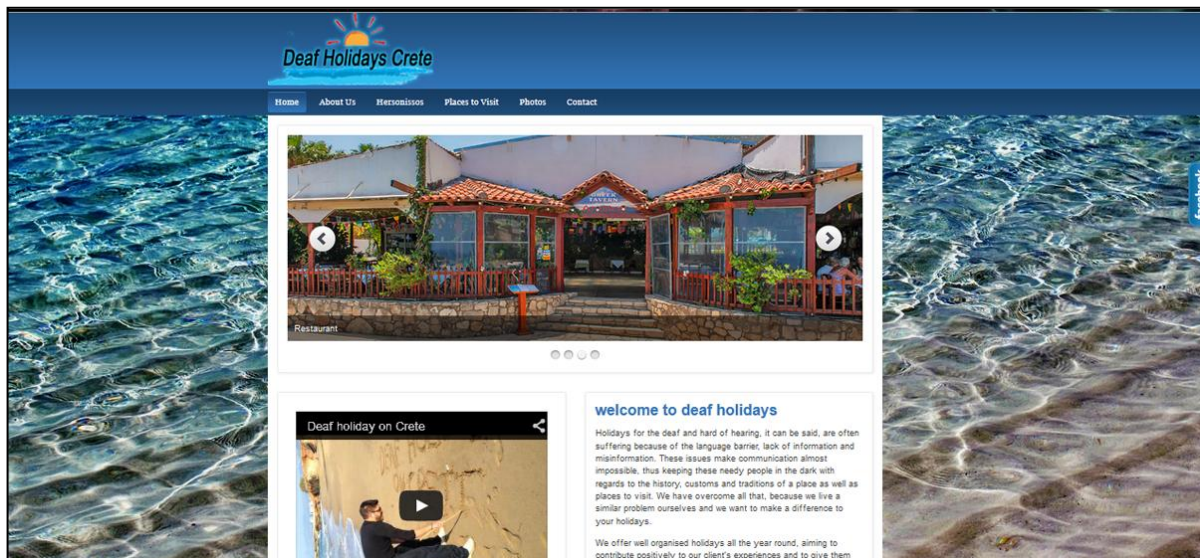 Deaf Holidays Crete
Home About Us Hersonissos Places to Visit Photos Contact
TAVERN
Restaurant
Deaf holiday on Crete
welcome to deaf holidays
Holidays for the deaf and hard of hearing, it can be said, are often
suffering because of the language barrier, lack of information and
misinformation. These issues make communication almost
impossible, thus keeping these needy people in the dark with
regards to the history, customs and traditions of a place as well as
places to visit. We have overcome all that, because we live a
similar problem ourselves and we want to make a difference to
your holidays.
We offer well organised holidays all the year round, aiming to
contribute positively to our client's experiences and to give them